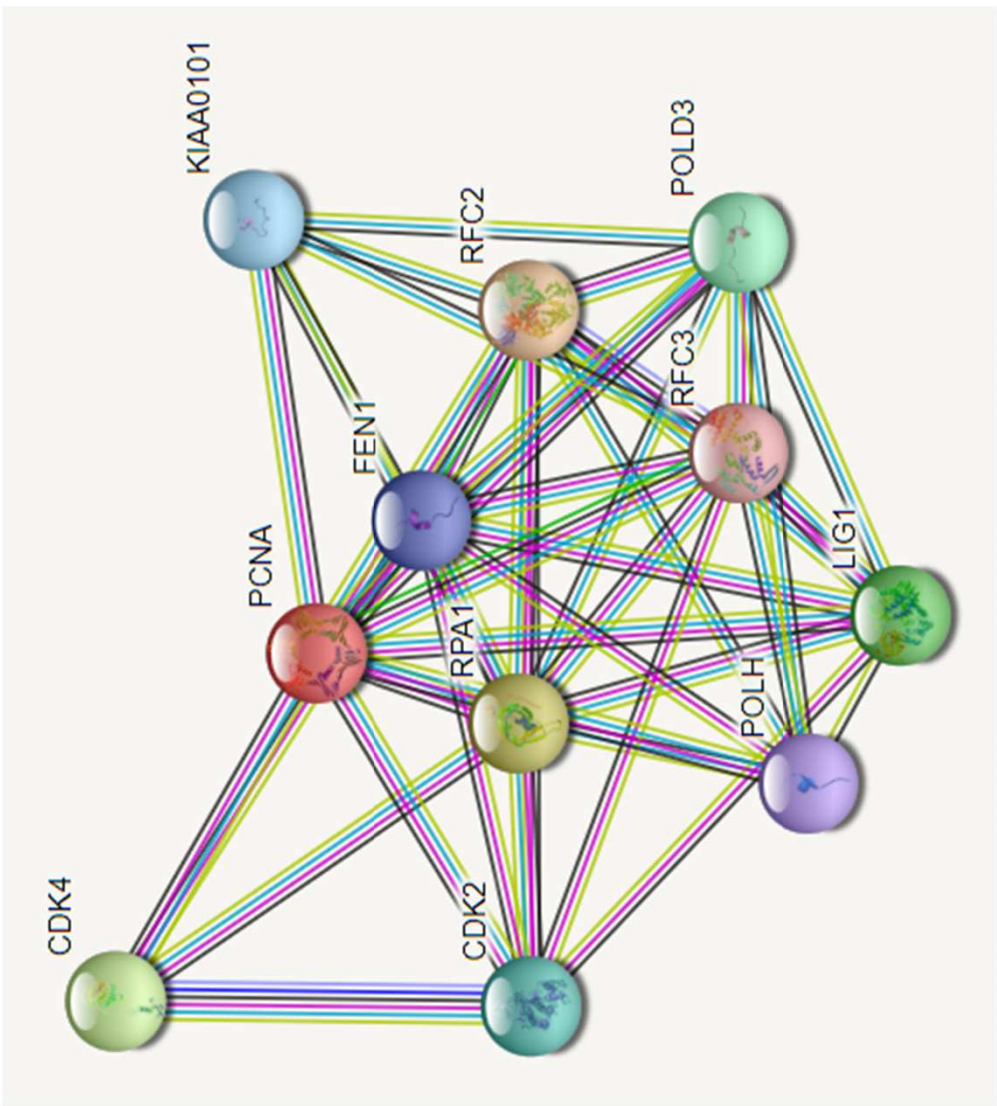 CDK4
KIAA0101
PCNA
FEN1
CDK2
RPA1
RFC2
RFC3
POLD3
POLH
LIG1